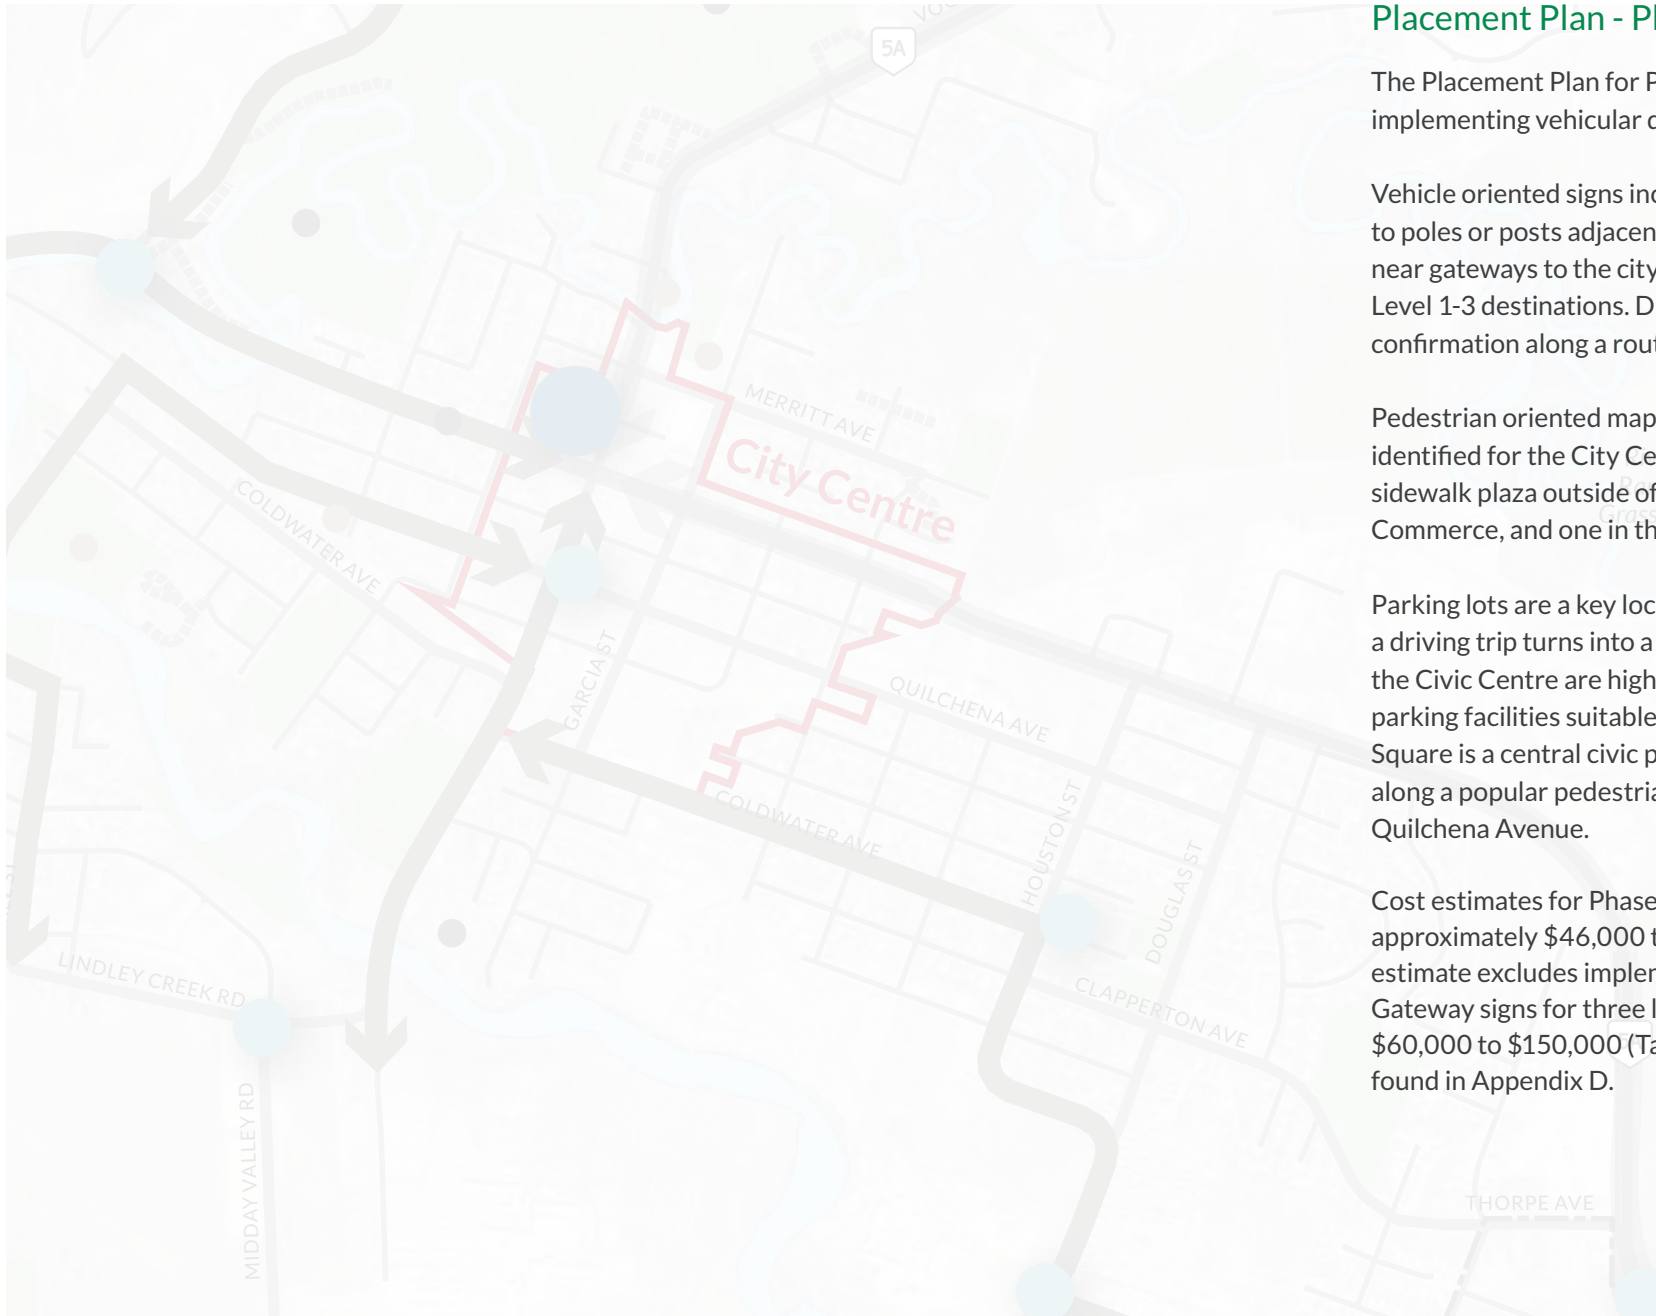 Placement Plan - Pl
The Placement Plan for P
implementing vehicular
Vehicle oriented signs inc
to poles or posts adjacen
near gateways to the city
Level 1-3 destinations. D
confirmation along a rout
Pedestrian oriented map
identified for the City Ce
sidewalk plaza outside of
Commerce, and one in th
Parking lots are a key loc
a driving trip turns into a
the Civic Centre are high
parking facilities suitable
Square is a central civic p
along a popular pedestria
Quilchena Avenue.
Cost estimates for Phase
approximately $46,000 t
estimate excludes implem
Gateway signs for three l
$60,000 to $150,000 (Ta
found in Appendix D.
5A
MERRITT AVE
City Centre
COLDWATER AVE
GARCIA ST
QUILCHENA AVE
COLDWATER AVE
HOUSTON ST
DOUGLAS ST
LINDLEY CREEK RD
CLAPPERTON AVE
MIDDAY VALLEY RD
THORPE AVE